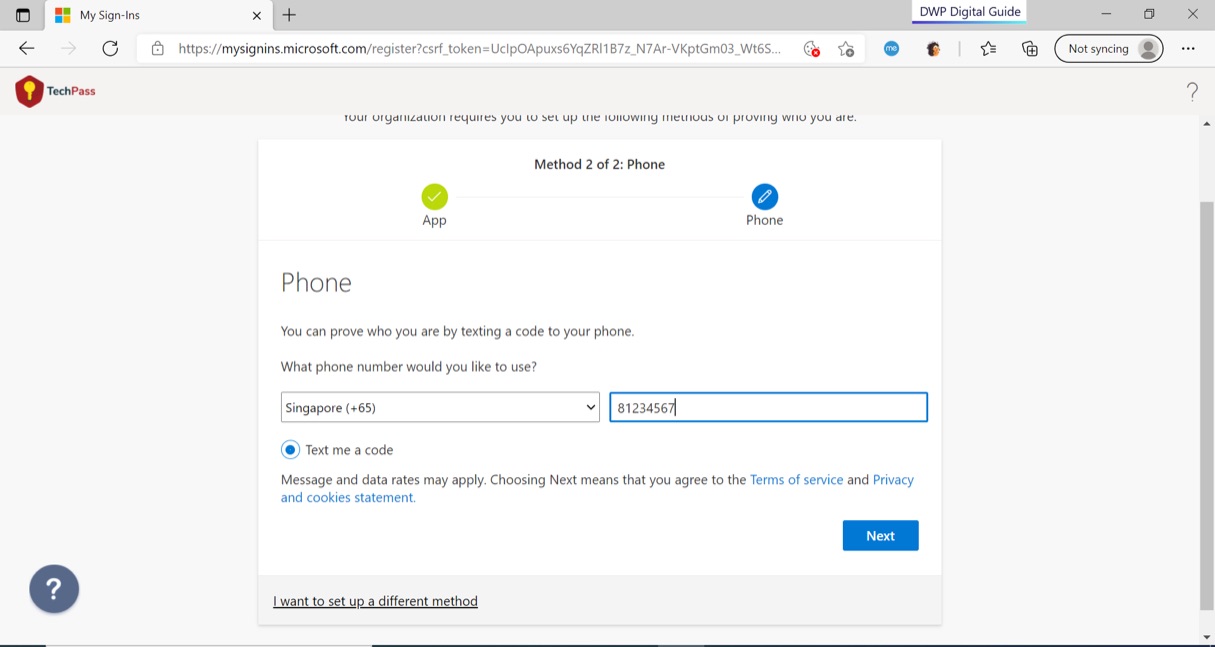 My Sign-Ins
DWP Digital Guide
https://mysignins.microsoft.com/register?csrf_token=UclpOApuxs6YqZRl1B7z_N7Ar-VKptGm03_Wt6S...
me
Not syncing
TechPass
?
Your organization requires you to set up the following methods of proving who you are.
Method 2 of 2: Phone
App
Phone
Phone
You can prove who you are by texting a code to your phone.
What phone number would you like to use?
Singapore (+65)
81234567
Text me a code
Message and data rates may apply. Choosing Next means that you agree to the Terms of service and Privacy
and cookies statement.
Next
?
I want to set up a different method